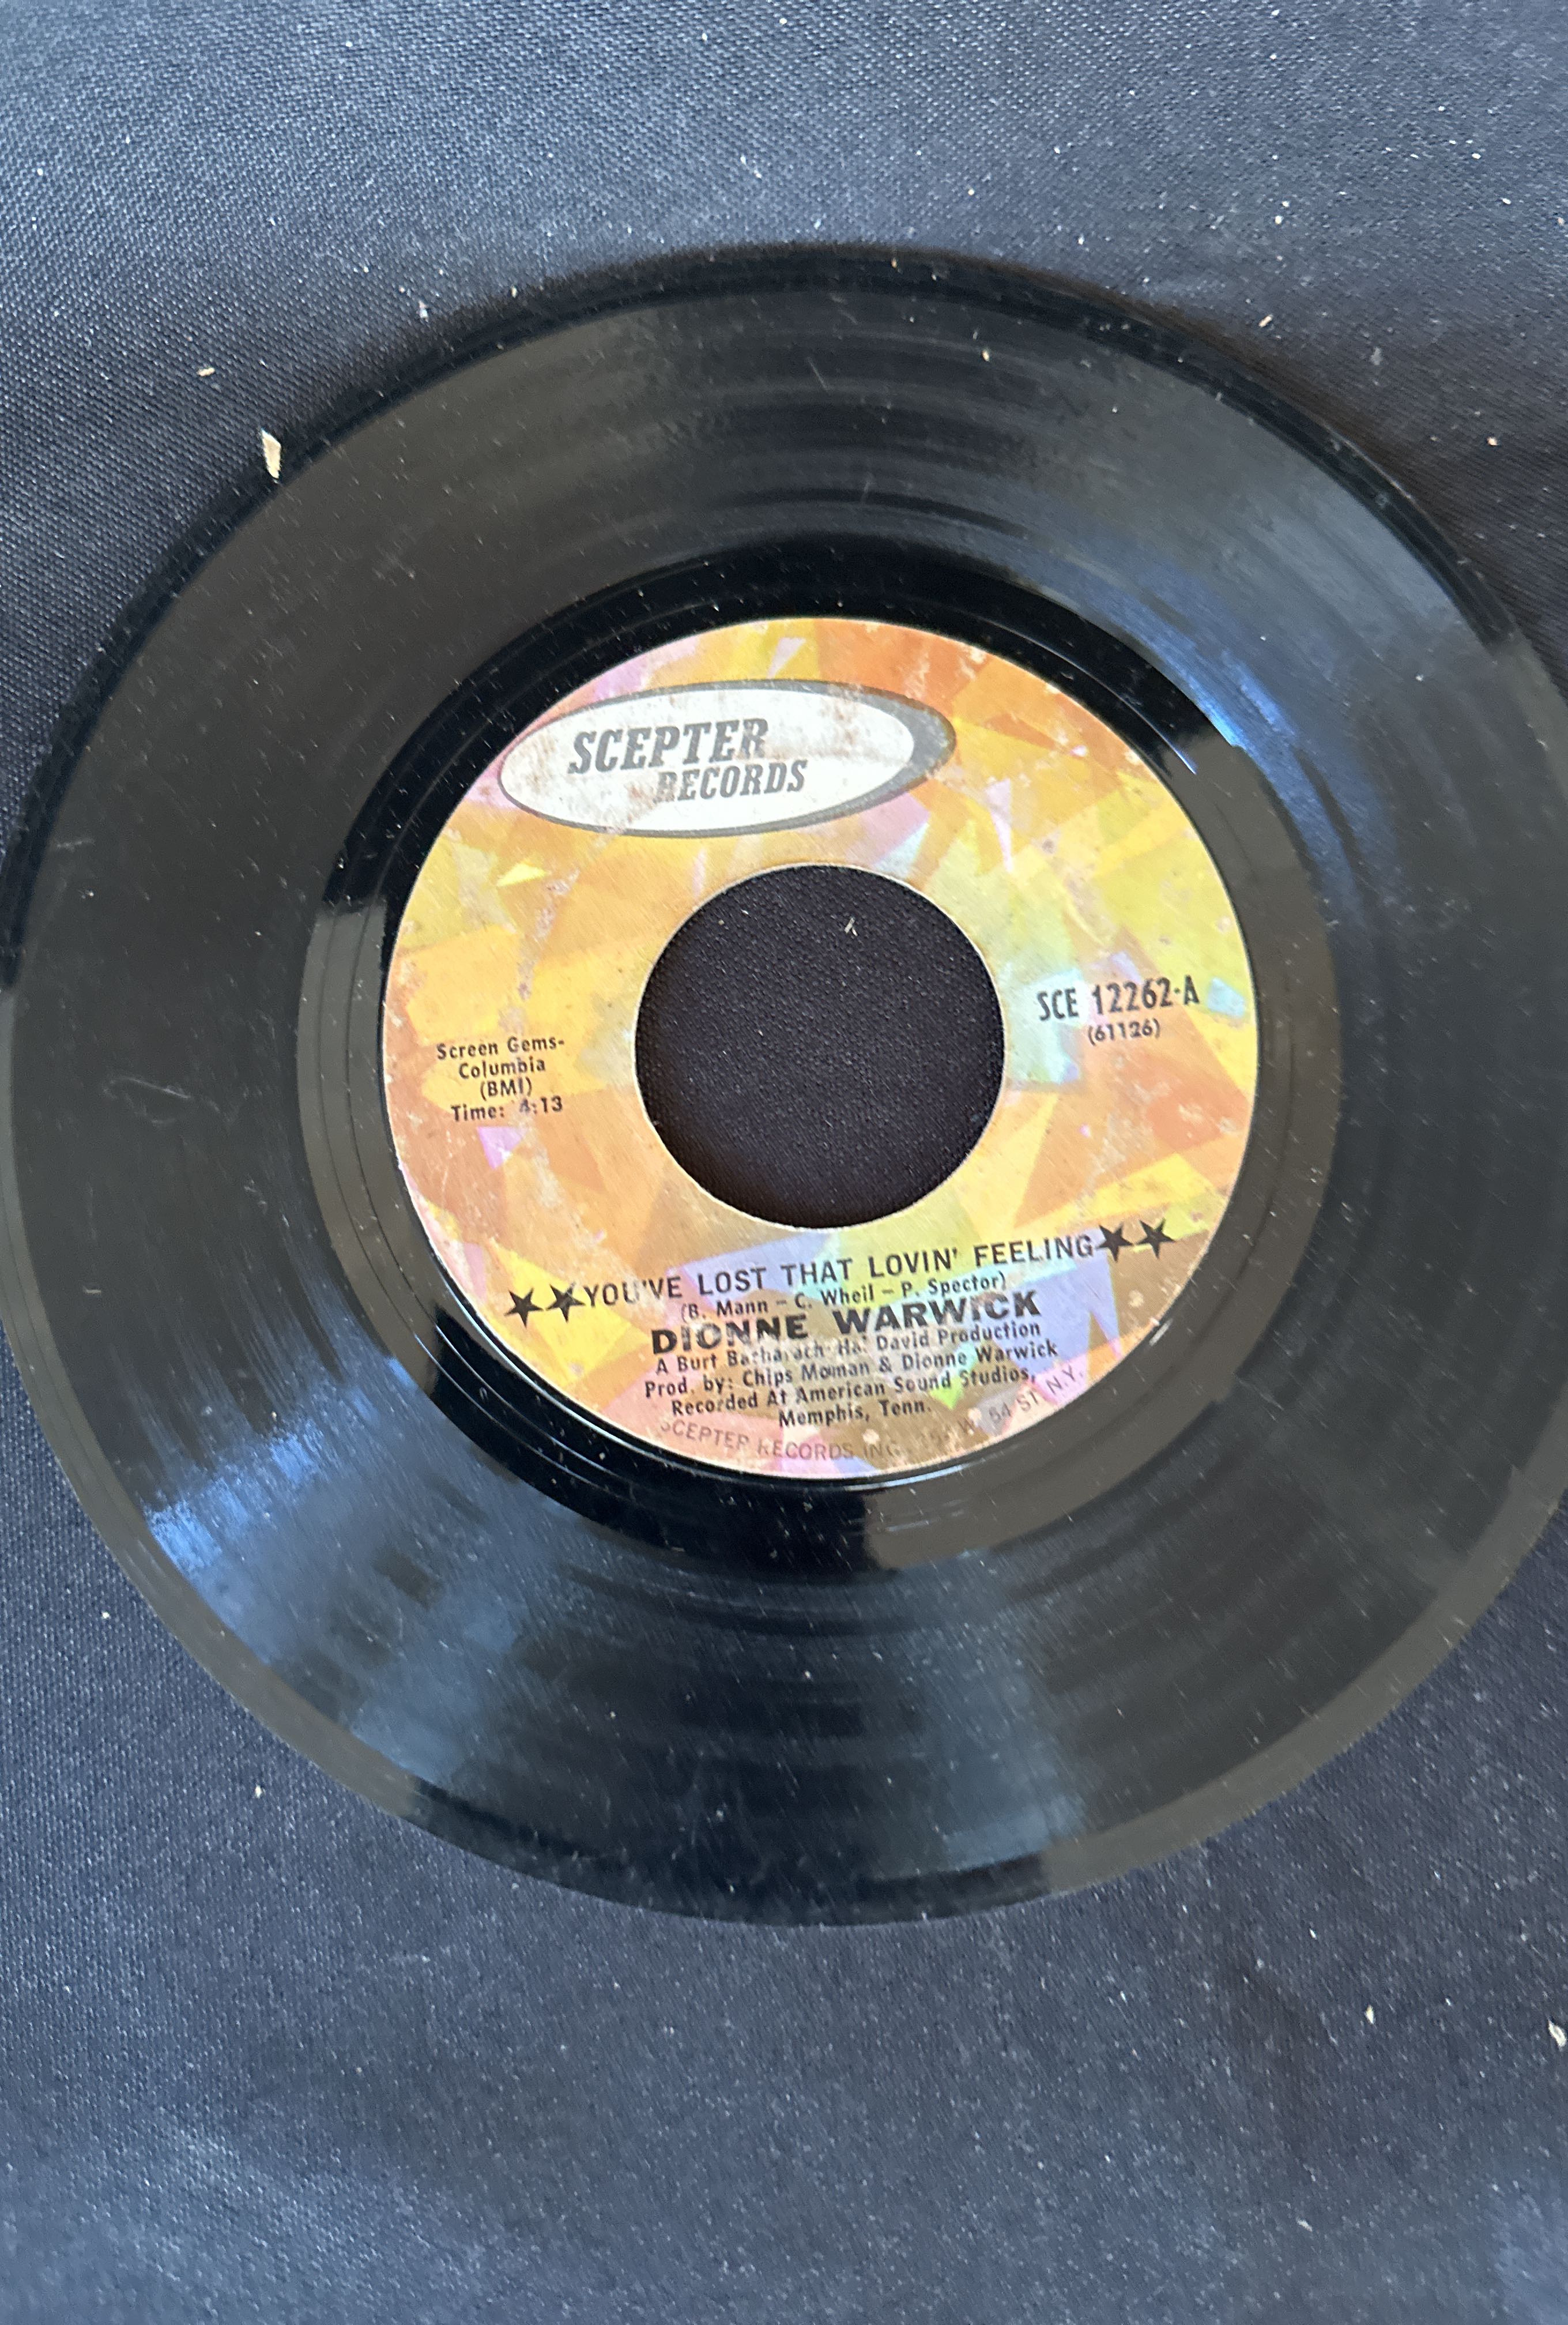 SCEPTER
RECORDS
SCE 12262-A
(61126)
Screen Gems-
Columbia
(BMI)
Time: 4:13
★★YOU'VE LOST THAT LOVIN' FEELING★★
(B. Mann – C. Wheil – P. Spector)
DIONNE WARWICK
A Burt Bacharach-Hal David Production
Prod. by: Chips Moman & Dionne Warwick
Recorded At American Sound Studios,
Memphis, Tenn.
SCEPTER RECORDS INC. W. 54 ST. N.Y.